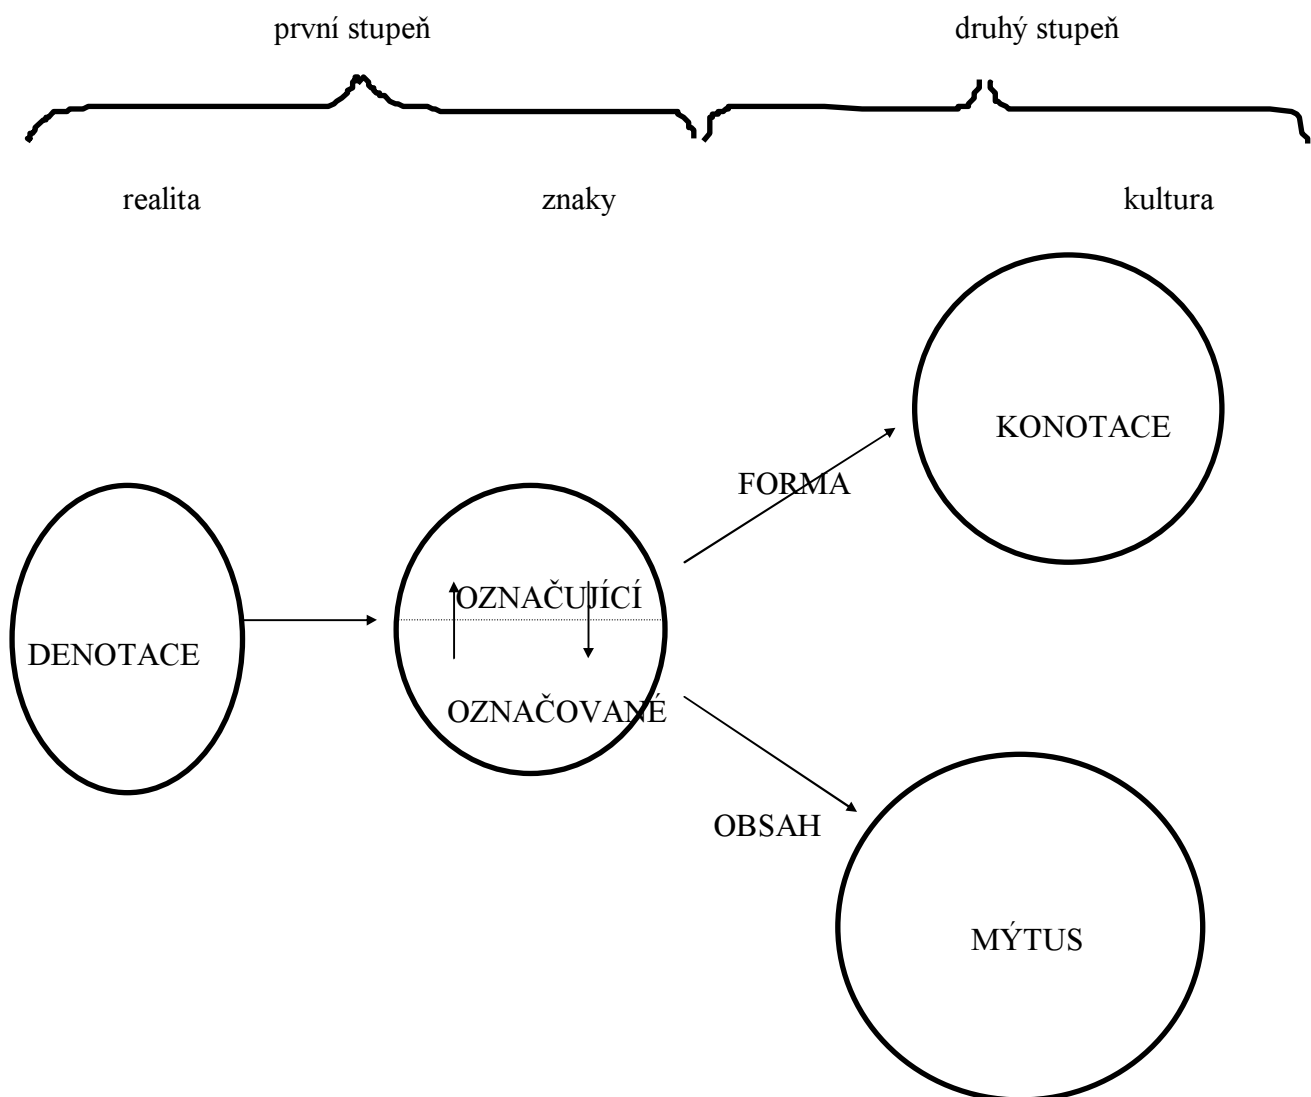 první stupeň
druhý stupeň
realita
znaky
kultura
KONOTACE
FORMA
OZNAČUJÍCÍ
DENOTACE
OZNAČOVANÉ
OBSAH
MÝTUS